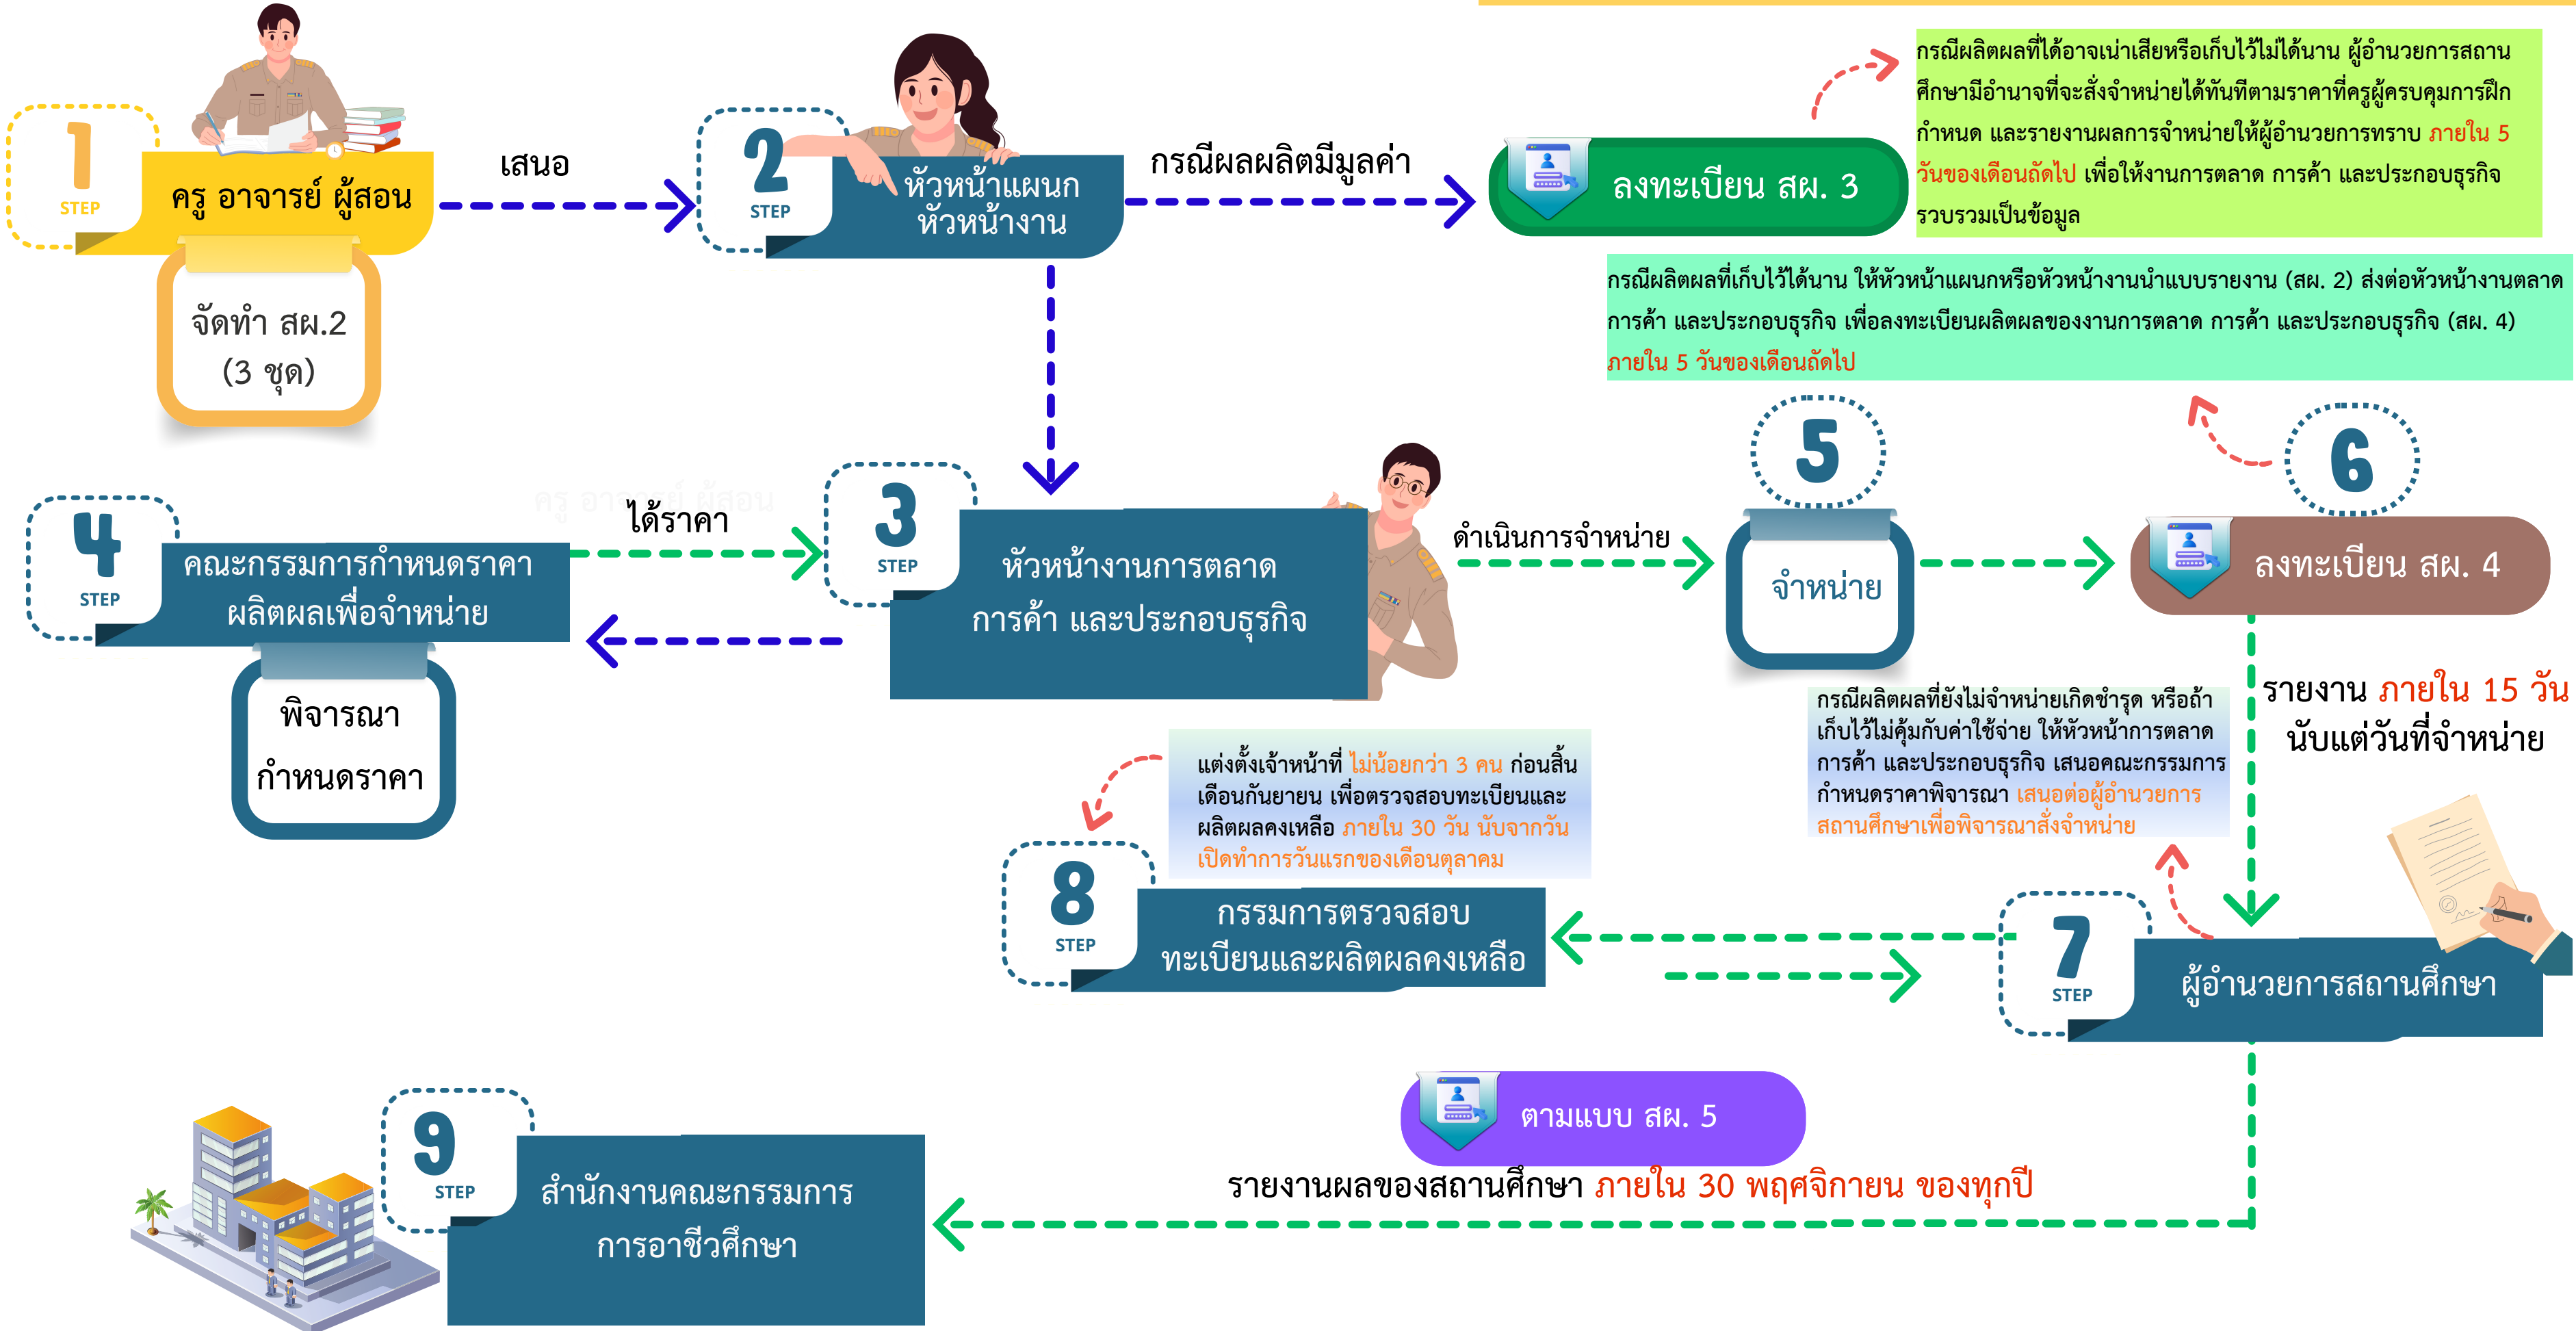 1
STEP
ครู อาจารย์ ผู้สอน
จัดทำ สผ.2
(3 ชุด)
เสนอ
2
STEP
หัวหน้าแผนก
หัวหน้างาน
กรณีผลผลิตมีมูลค่า
ลงทะเบียน สผ. 3
กรณีผลิตผลที่ได้อาจเน่าเสียหรือเก็บไว้ไม่ได้นาน ผู้อำนวยการสถาน
ศึกษามีอำนาจที่จะสั่งจำหน่ายได้ทันทีตามราคาที่ครูผู้ครบคุมการฝึก
กำหนด และรายงานผลการจำหน่ายให้ผู้อำนวยการทราบ ภายใน 5
วันของเดือนถัดไป เพื่อให้งานการตลาด การค้า และประกอบธุรกิจ
รวบรวมเป็นข้อมูล
กรณีผลิตผลที่เก็บไว้ได้นาน ให้หัวหน้าแผนกหรือหัวหน้างานนำแบบรายงาน (สผ. 2) ส่งต่อหัวหน้างานตลาด
การค้า และประกอบธุรกิจ เพื่อลงทะเบียนผลิตผลของงานการตลาด การค้า และประกอบธุรกิจ (สผ. 4)
ภายใน 5 วันของเดือนถัดไป
4
STEP
คณะกรรมการกำหนดราคา
ผลิตผลเพื่อจำหน่าย
พิจารณา
กำหนดราคา
ครู อาจารย์ ผู้สอน
ได้ราคา
3
STEP
หัวหน้างานการตลาด
การค้า และประกอบธุรกิจ
ดำเนินการจำหน่าย
5
จำหน่าย
6
ลงทะเบียน สผ. 4
รายงาน ภายใน 15 วัน
นับแต่วันที่จำหน่าย
กรณีผลิตผลที่ยังไม่จำหน่ายเกิดชำรุด หรือถ้า
เก็บไว้ไม่คุ้มกับค่าใช้จ่าย ให้หัวหน้าการตลาด
การค้า และประกอบธุรกิจ เสนอคณะกรรมการ
กำหนดราคาพิจารณา เสนอต่อผู้อำนวยการ
สถานศึกษาเพื่อพิจารณาสั่งจำหน่าย
แต่งตั้งเจ้าหน้าที่ ไม่น้อยกว่า 3 คน ก่อนสิ้น
เดือนกันยายน เพื่อตรวจสอบทะเบียนและ
ผลิตผลคงเหลือ ภายใน 30 วัน นับจากวัน
เปิดทำการวันแรกของเดือนตุลาคม
8
STEP
กรรมการตรวจสอบ
ทะเบียนและผลิตผลคงเหลือ
7
STEP
ผู้อำนวยการสถานศึกษา
ตามแบบ สผ. 5
รายงานผลของสถานศึกษา ภายใน 30 พฤศจิกายน ของทุกปี
9
STEP
สำนักงานคณะกรรมการ
การอาชีวศึกษา